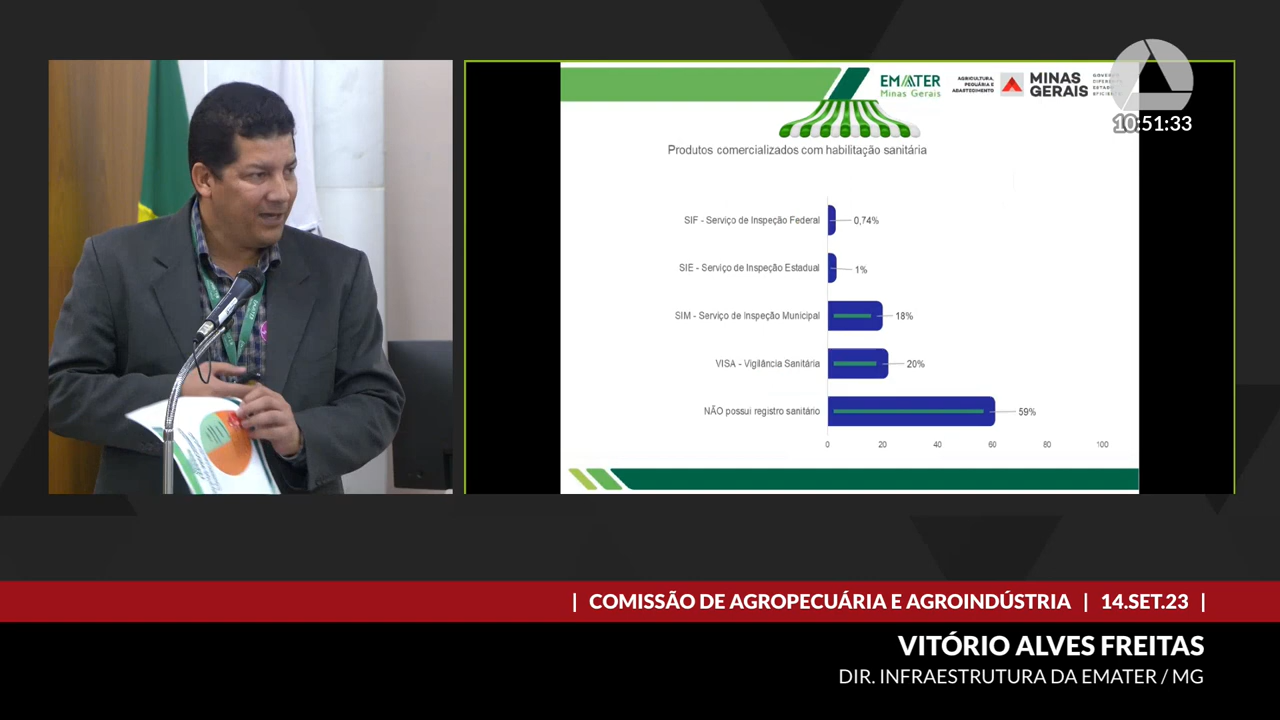 EMATER
Minas Gerais
AGRICULTURA,
PECUÁRIA E
ABASTECIMENTO
MINAS
GERAIS
10:51:33
Produtos comercializados com habilitação sanitária
SIF - Serviço de Inspeção Federal 0,74%
SIE - Serviço de Inspeção Estadual 1%
SIM - Serviço de Inspeção Municipal 18%
VISA - Vigilância Sanitária 20%
NÃO possui registro sanitário 59%
0 20 40 60 80 100
| COMISSÃO DE AGROPECUÁRIA E AGROINDÚSTRIA | 14.SET.23 |
VITÓRIO ALVES FREITAS
DIR. INFRAESTRUTURA DA EMATER / MG